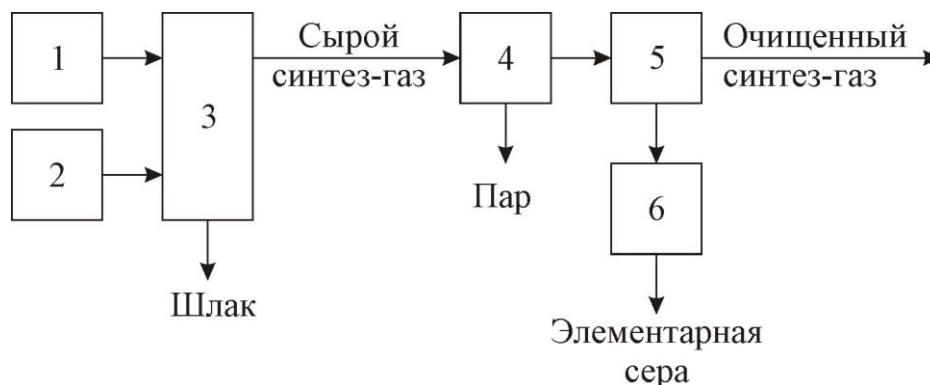 1
2
3
Сырой
синтез-газ
4
5
Очищенный
синтез-газ
Пар
6
Шлак
Элементарная
сера